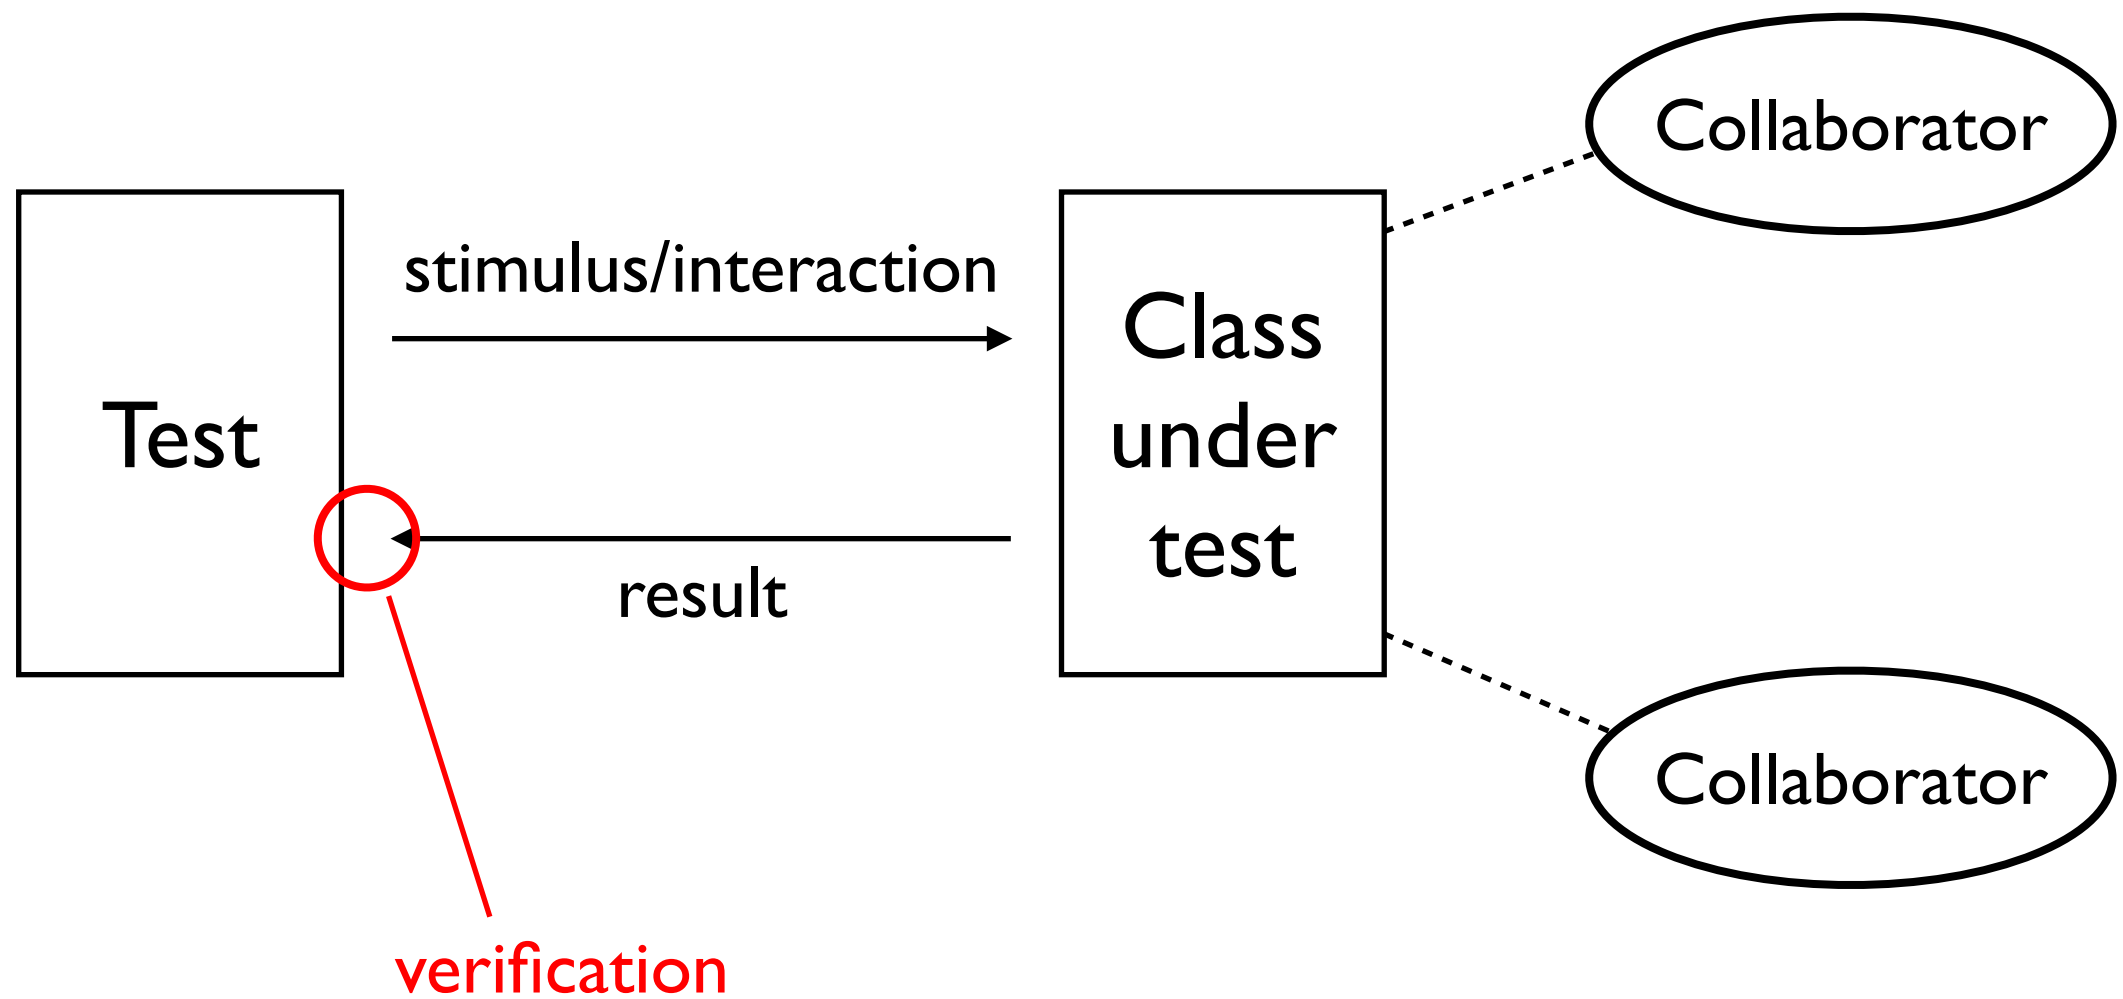 Collaborator
stimulus/interaction
Test
Class
under
test
result
Collaborator
verification